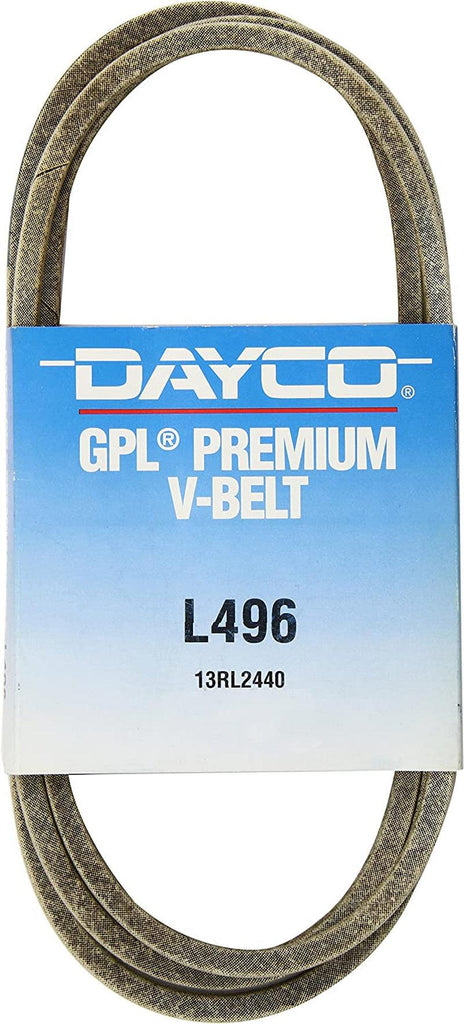 DAYCO®
GPL® PREMIUM
V-BELT
L496
13RL2440